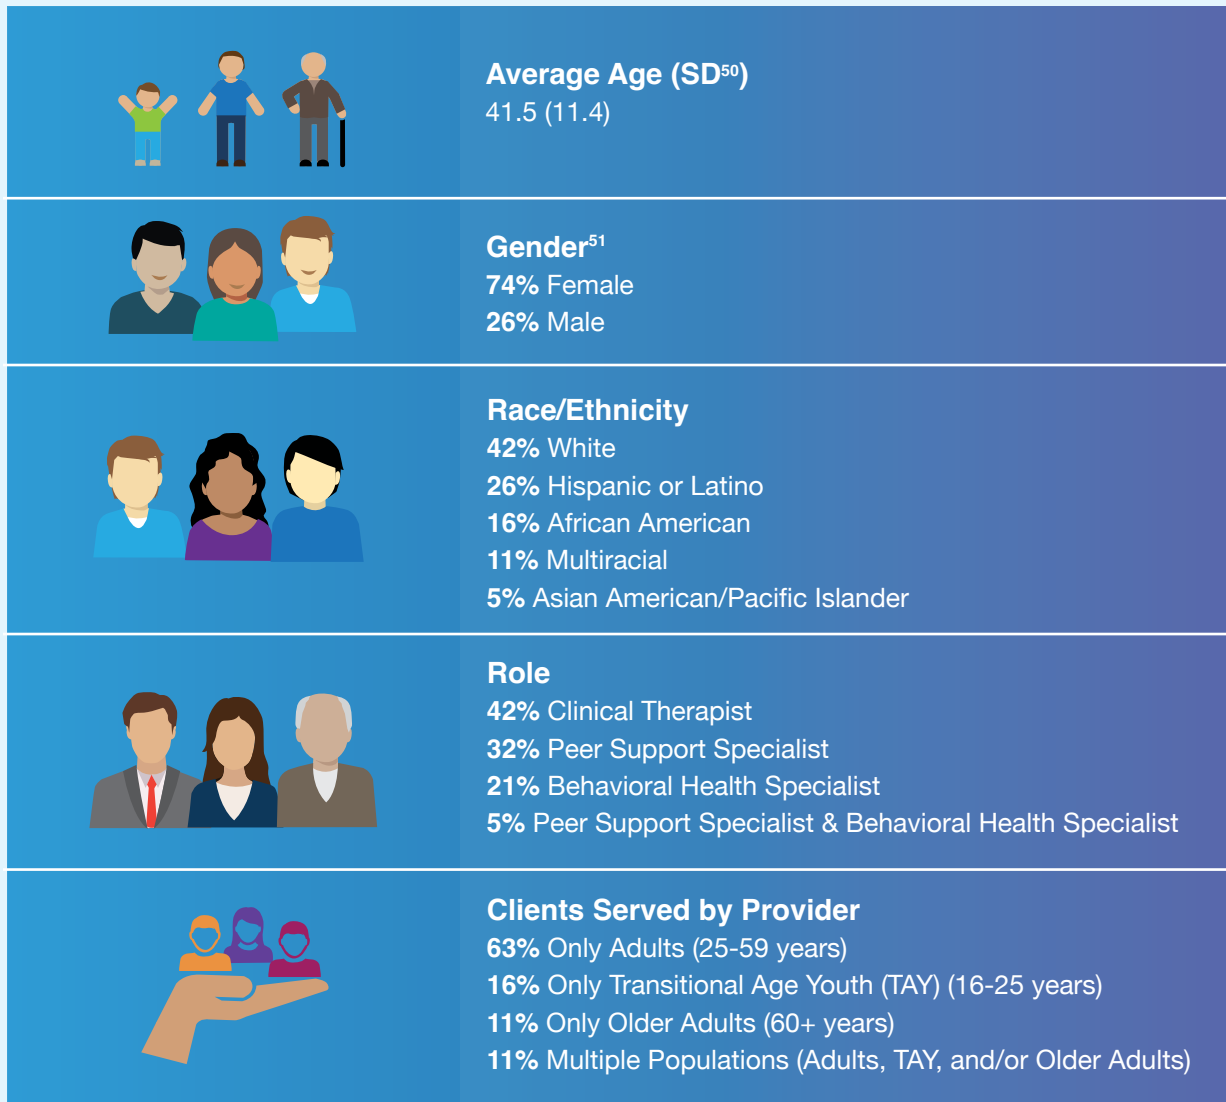 Average Age (SD50)
41.5 (11.4)
Gender51
74% Female
26% Male
Race/Ethnicity
42% White
26% Hispanic or Latino
16% African American
11% Multiracial
5% Asian American/Pacific Islander
Role
42% Clinical Therapist
32% Peer Support Specialist
21% Behavioral Health Specialist
5% Peer Support Specialist & Behavioral Health Specialist
Clients Served by Provider
63% Only Adults (25-59 years)
16% Only Transitional Age Youth (TAY) (16-25 years)
11% Only Older Adults (60+ years)
11% Multiple Populations (Adults, TAY, and/or Older Adults)